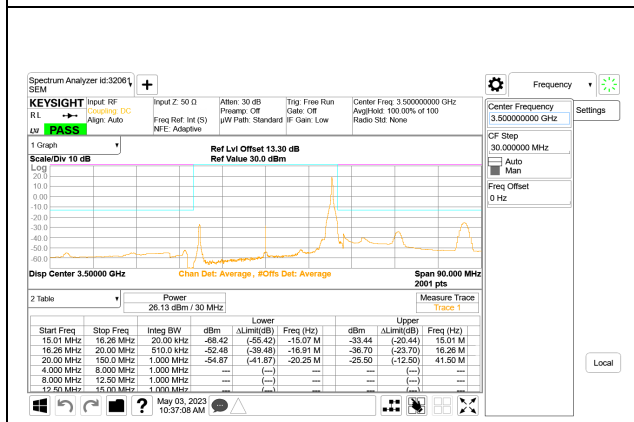 Spectrum Analyzer id:32061
SEM
Frequency
KEYSIGHT
RL
LXI
PASS
Input: RF
Coupling: DC
Align: Auto
Input Z: 50 Ω
Freq Ref: Int (S)
NFE: Adaptive
Atten: 30 dB
Preamp: Off
µW Path: Standard
Trig: Free Run
Gate: Off
IF Gain: Low
Center Freq: 3.500000000 GHz
Avg|Hold: 100.00% of 100
Radio Std: None
Center Frequency
3.500000000 GHz
Settings
CF Step
30.000000 MHz
Auto
Man
Freq Offset
0 Hz
1 Graph
Scale/Div 10 dB
Ref Lvl Offset 13.30 dB
Ref Value 30.0 dBm
Log
20.0
10.0
0.00
-10.0
-20.0
-30.0
-40.0
-50.0
-60.0
Disp Center 3.50000 GHz
Chan Det: Average , #Offs Det: Average
Span 90.000 MHz
2001 pts
2 Table
Power
26.13 dBm / 30 MHz
Measure Trace
Trace 1
Lower Upper
Start Freq Stop Freq Integ BW dBm ΔLimit(dB) Freq (Hz) dBm ΔLimit(dB) Freq (Hz)
15.01 MHz 16.26 MHz 20.00 kHz -68.42 (-55.42) -15.07 M -33.44 (-20.44) 15.01 M
16.26 MHz 20.00 MHz 510.0 kHz -52.48 (-39.48) -16.91 M -36.70 (-23.70) 16.26 M
20.00 MHz 150.0 MHz 1.000 MHz -54.87 (-41.87) -20.25 M -25.50 (-12.50) 41.50 M
4.000 MHz 8.000 MHz 1.000 MHz --- (---) --- --- (---) ---
8.000 MHz 12.50 MHz 1.000 MHz --- (---) --- --- (---) ---
12.50 MHz 15.00 MHz 1.000 MHz --- (---) --- --- (---) ---
Local
?
May 03, 2023
10:37:08 AM